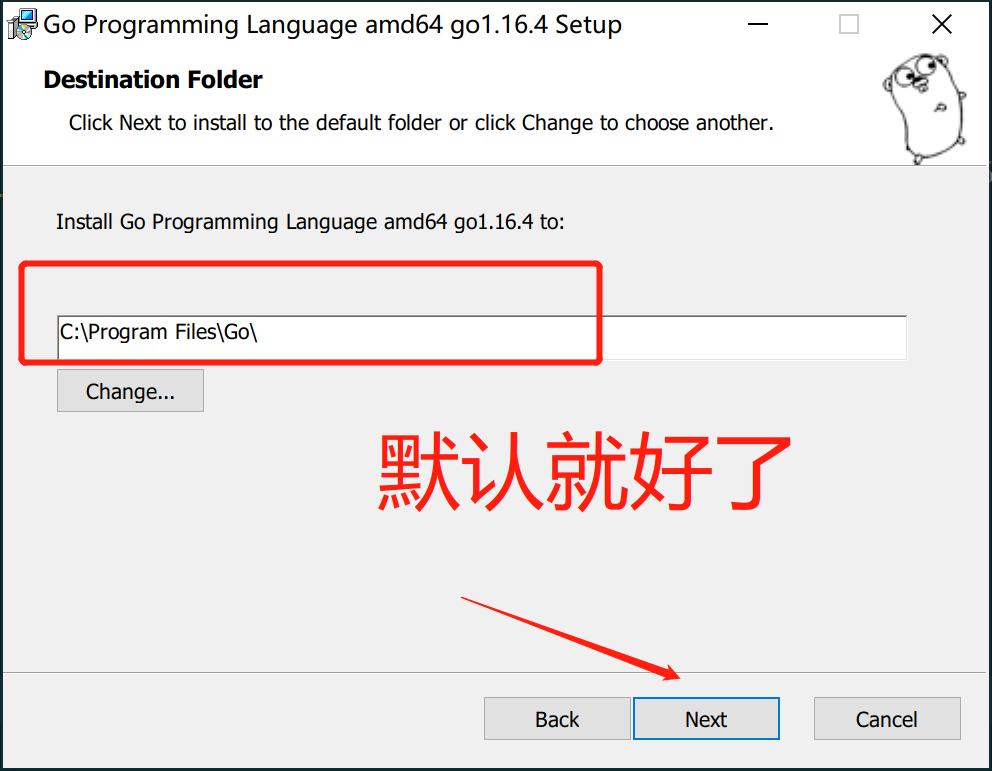 Go Programming Language amd64 go1.16.4 Setup
Destination Folder
Click Next to install to the default folder or click Change to choose another.
Install Go Programming Language amd64 go1.16.4 to:
C:\Program Files\Go\
Change...
默认就好了
Back
Next
Cancel